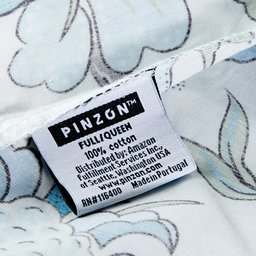 PINZON™
FULL/QUEEN
100% cotton
Distributed by: Amazon
Fulfillment Services Inc.,
of Seattle, Washington USA
www.pinzon.com
RN#116400 Made in Portugal